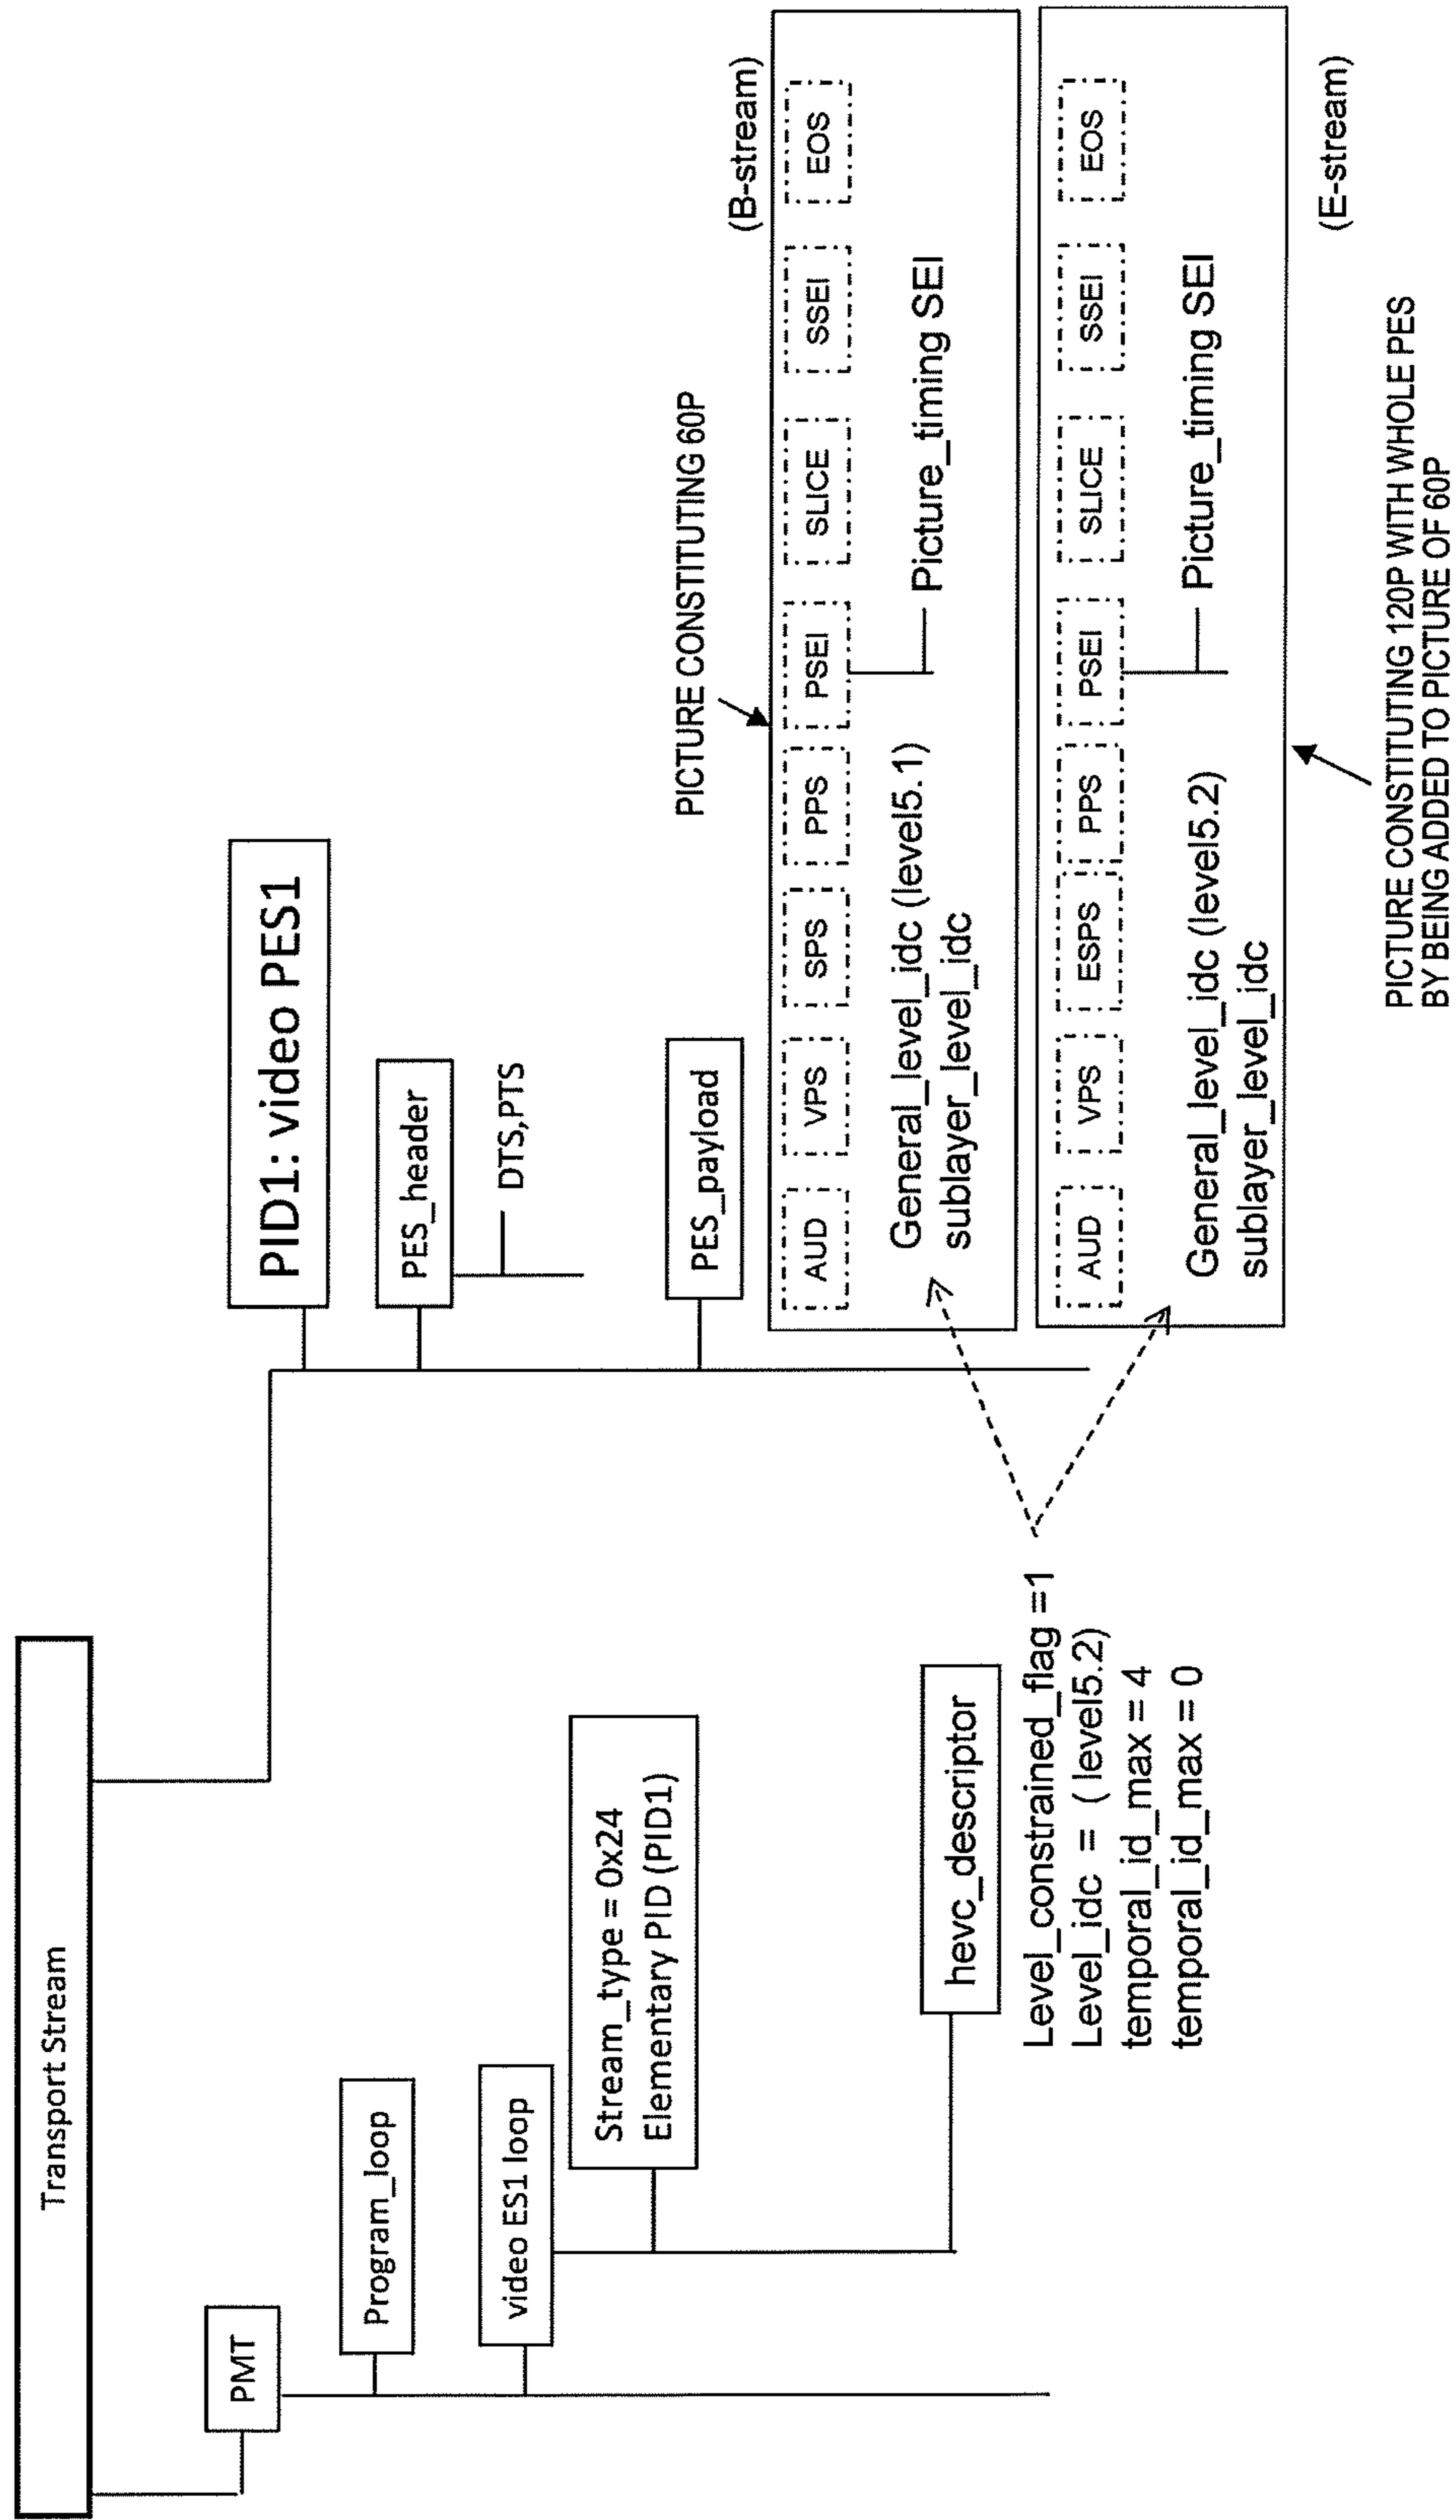 Transport Stream
PMT
Program_loop
video ES1 loop
Stream_type = 0x24
Elementary PID (PID1)
hevc_descriptor
Level_constrained_flag =1
Level_idc = ( level5.2)
temporal_id_max = 4
temporal_id_max = 0
PID1: video PES1
PES_header
DTS,PTS
PES_payload
PICTURE CONSTITUTING 60P
(B-stream)
AUD VPS SPS PPS PSEI SLICE SSEI EOS
General_level_idc (level5.1)
sublayer_level_idc
Picture_timing SEI
AUD VPS ESPS PPS PSEI SLICE SSEI EOS
General_level_idc (level5.2)
sublayer_level_idc
Picture_timing SEI
(E-stream)
PICTURE CONSTITUTING 120P WITH WHOLE PES
BY BEING ADDED TO PICTURE OF 60P